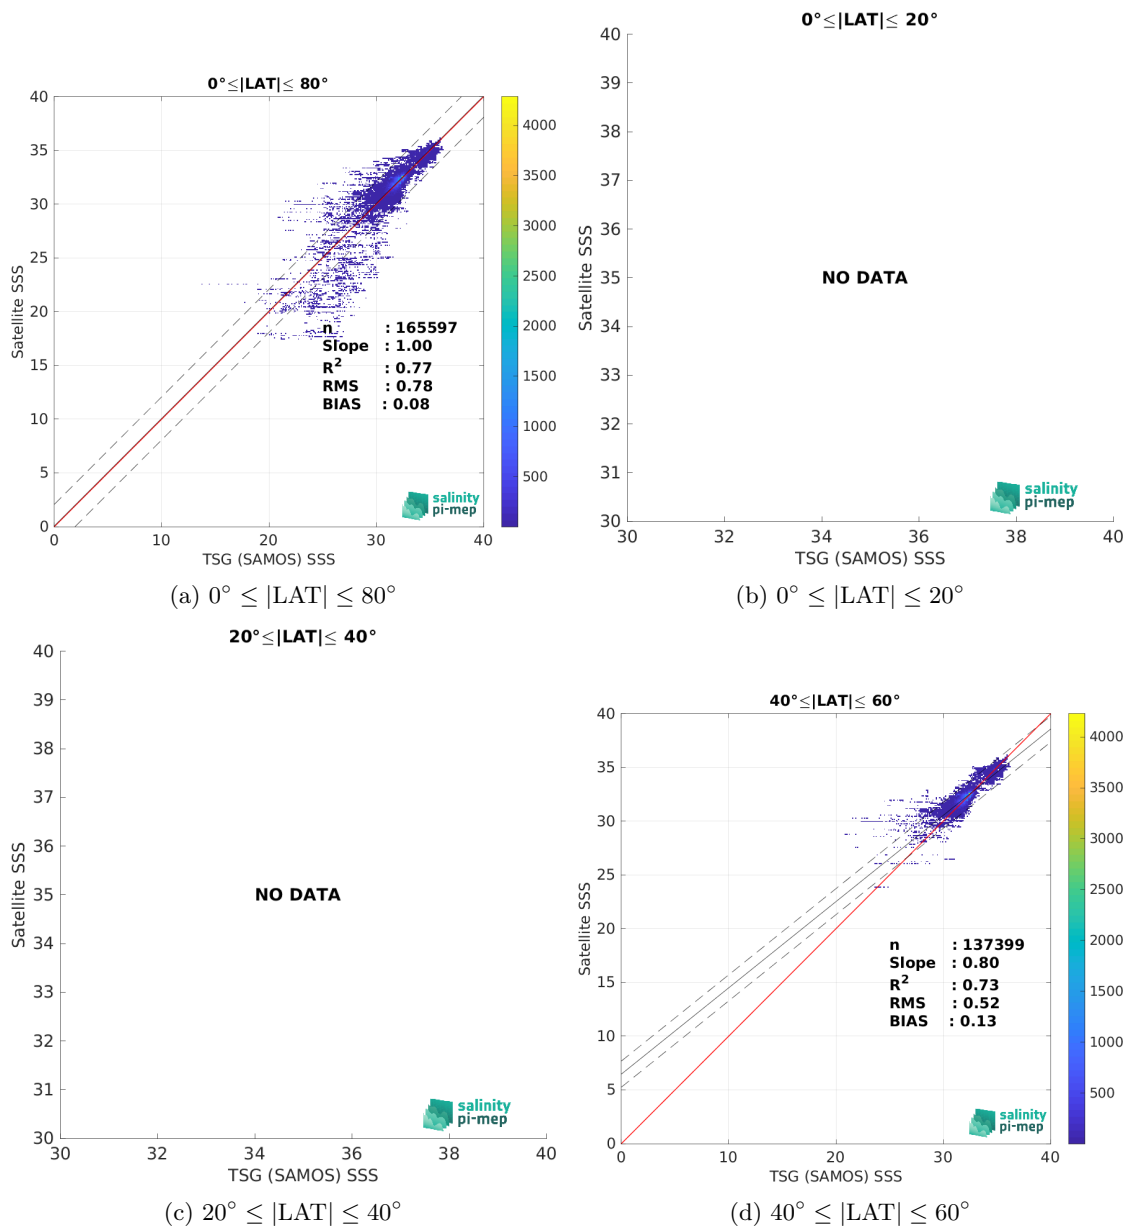 0°≤|LAT|≤ 80°
40
35
30
25
20
15
10
5
0
0
10
20
30
40
Satellite SSS
TSG (SAMOS) SSS
n : 165597
Slope : 1.00
R² : 0.77
RMS : 0.78
BIAS : 0.08
salinity
pi-mep
4000
3500
3000
2500
2000
1500
1000
500
(a) 0° ≤ |LAT| ≤ 80°
0°≤|LAT|≤ 20°
40
39
38
37
36
35
34
33
32
31
30
30
32
34
36
38
40
Satellite SSS
NO DATA
TSG (SAMOS) SSS
salinity
pi-mep
(b) 0° ≤ |LAT| ≤ 20°
20°≤|LAT|≤ 40°
40
39
38
37
36
35
34
33
32
31
30
30
32
34
36
38
40
Satellite SSS
NO DATA
TSG (SAMOS) SSS
salinity
pi-mep
(c) 20° ≤ |LAT| ≤ 40°
40°≤|LAT|≤ 60°
40
35
30
25
20
15
10
5
0
0
10
20
30
40
Satellite SSS
TSG (SAMOS) SSS
n : 137399
Slope : 0.80
R² : 0.73
RMS : 0.52
BIAS : 0.13
salinity
pi-mep
4000
3500
3000
2500
2000
1500
1000
500
(d) 40° ≤ |LAT| ≤ 60°